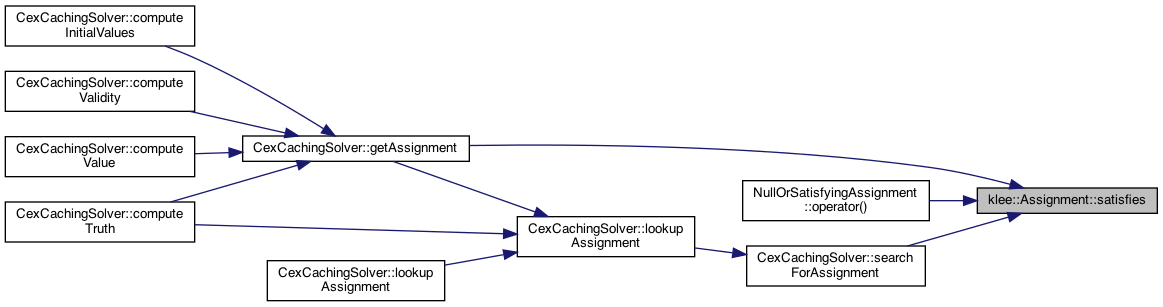 CexCachingSolver::compute
InitialValues
CexCachingSolver::compute
Validity
CexCachingSolver::compute
Value
CexCachingSolver::compute
Truth
CexCachingSolver::getAssignment
CexCachingSolver::lookup
Assignment
CexCachingSolver::lookup
Assignment
NullOrSatisfyingAssignment
::operator()
CexCachingSolver::search
ForAssignment
klee::Assignment::satisfies